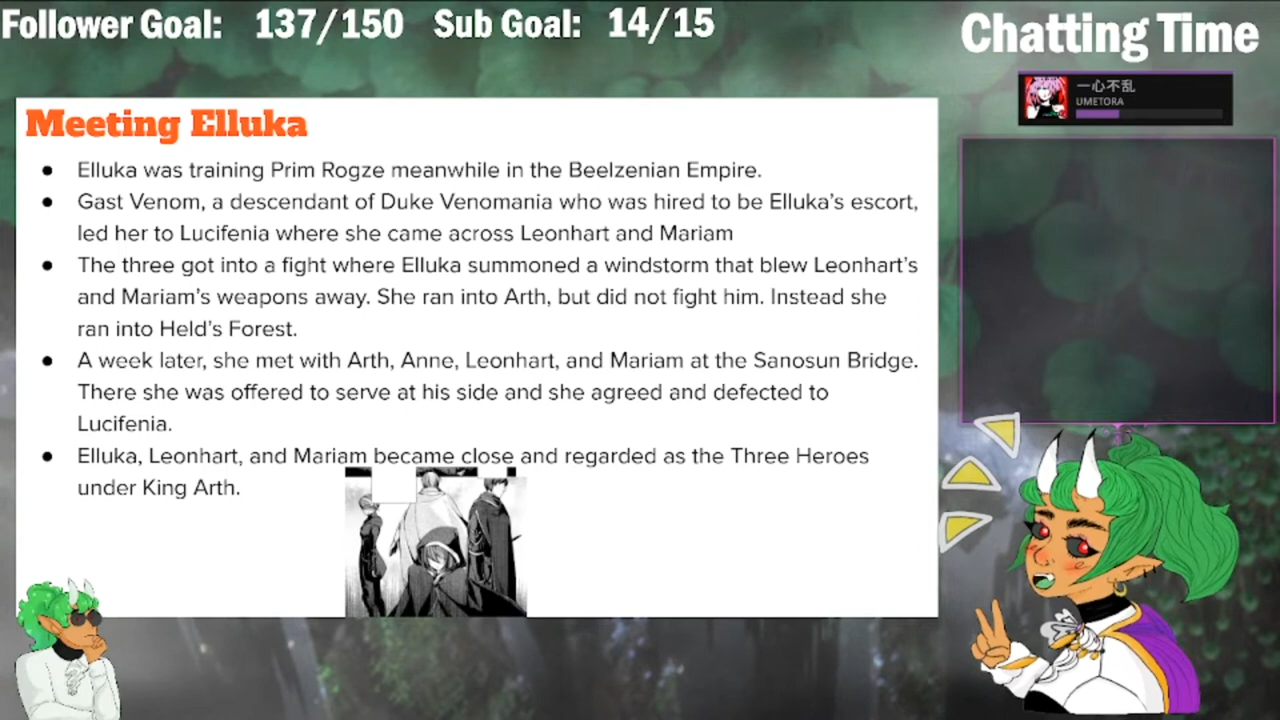 Follower Goal: 137/150 Sub Goal: 14/15
Chatting Time
一心不乱
UMETORA
Meeting Elluka
● Elluka was training Prim Rogze meanwhile in the Beelzenian Empire.
● Gast Venom, a descendant of Duke Venomania who was hired to be Elluka's escort,
led her to Lucifenia where she came across Leonhart and Mariam
● The three got into a fight where Elluka summoned a windstorm that blew Leonhart's
and Mariam's weapons away. She ran into Arth, but did not fight him. Instead she
ran into Held's Forest.
● A week later, she met with Arth, Anne, Leonhart, and Mariam at the Sanosun Bridge.
There she was offered to serve at his side and she agreed and defected to
Lucifenia.
● Elluka, Leonhart, and Mariam became close and regarded as the Three Heroes
under King Arth.